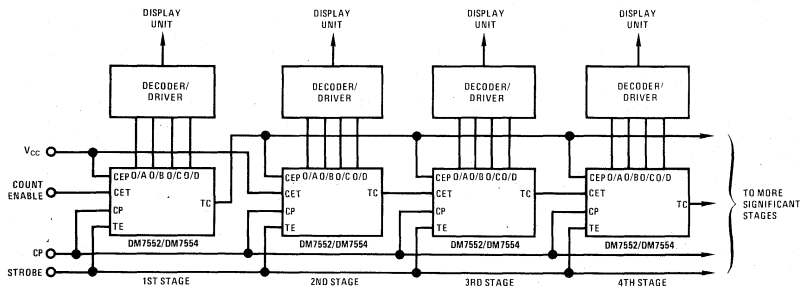 DISPLAY UNIT
DISPLAY UNIT
DISPLAY UNIT
DISPLAY UNIT
DECODER/ DRIVER
DECODER/ DRIVER
DECODER/ DRIVER
DECODER/ DRIVER
VCC
COUNT ENABLE
CP
STROBE
CEP O/A O/B O/C O/D
CET
TC
CP
TE
DM7552/DM7554
1ST STAGE
CEP O/A O/B O/C O/D
CET
TC
CP
TE
DM7552/DM7554
2ND STAGE
CEP O/A O/B O/C O/D
CET
TC
CP
TE
DM7552/DM7554
3RD STAGE
CEP O/A O/B O/C O/D
CET
TC
CP
TE
DM7552/DM7554
4TH STAGE
TO MORE
SIGNIFICANT
STAGES